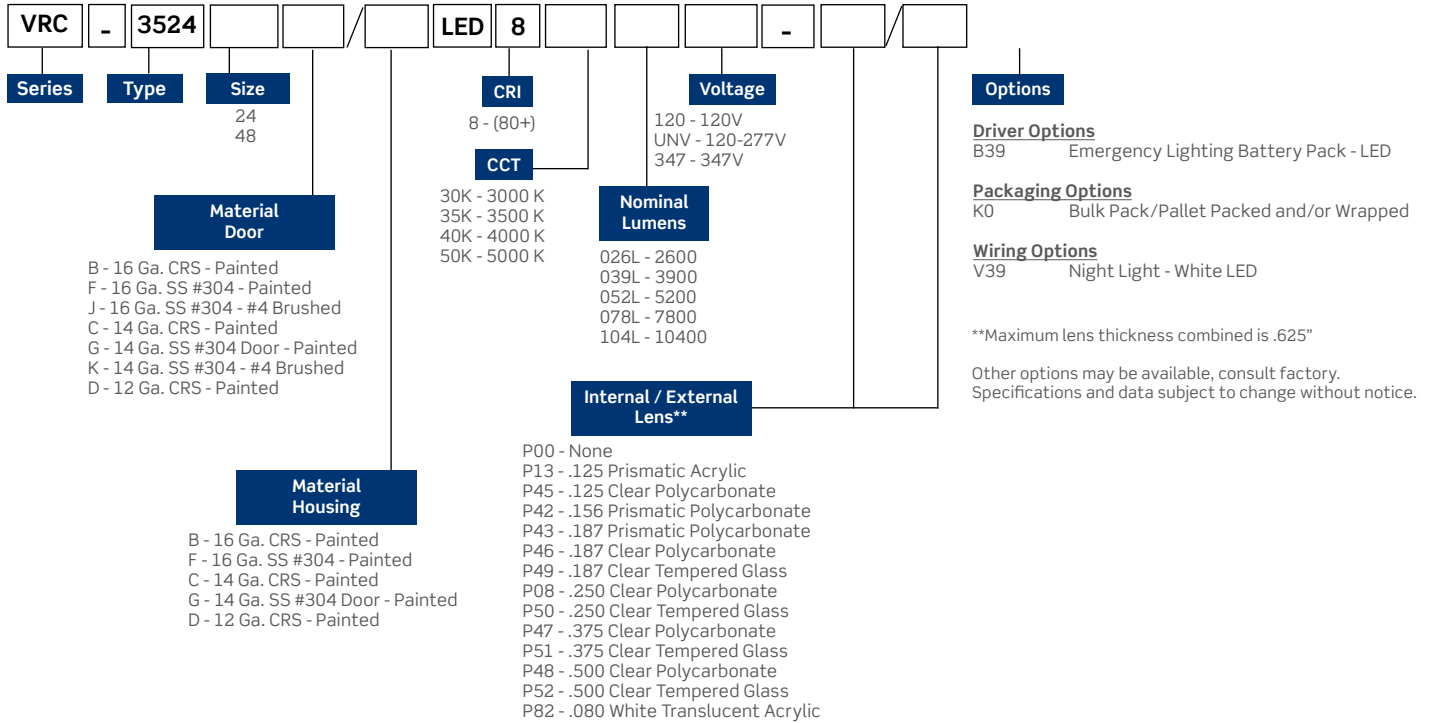 VRC - 3524 / LED 8 - /
Series
Type
Size
24
48
CRI
8 - (80+)
CCT
30K - 3000 K
35K - 3500 K
40K - 4000 K
50K - 5000 K
Voltage
120 - 120V
UNV - 120-277V
347 - 347V
Nominal
Lumens
026L - 2600
039L - 3900
052L - 5200
078L - 7800
104L - 10400
Material
Door
B - 16 Ga. CRS - Painted
F - 16 Ga. SS #304 - Painted
J - 16 Ga. SS #304 - #4 Brushed
C - 14 Ga. CRS - Painted
G - 14 Ga. SS #304 Door - Painted
K - 14 Ga. SS #304 - #4 Brushed
D - 12 Ga. CRS - Painted
Material
Housing
B - 16 Ga. CRS - Painted
F - 16 Ga. SS #304 - Painted
C - 14 Ga. CRS - Painted
G - 14 Ga. SS #304 Door - Painted
D - 12 Ga. CRS - Painted
Internal / External
Lens**
P00 - None
P13 - .125 Prismatic Acrylic
P45 - .125 Clear Polycarbonate
P42 - .156 Prismatic Polycarbonate
P43 - .187 Prismatic Polycarbonate
P46 - .187 Clear Polycarbonate
P49 - .187 Clear Tempered Glass
P08 - .250 Clear Polycarbonate
P50 - .250 Clear Tempered Glass
P47 - .375 Clear Polycarbonate
P51 - .375 Clear Tempered Glass
P48 - .500 Clear Polycarbonate
P52 - .500 Clear Tempered Glass
P82 - .080 White Translucent Acrylic
Options
Driver Options
B39 Emergency Lighting Battery Pack - LED
Packaging Options
K0 Bulk Pack/Pallet Packed and/or Wrapped
Wiring Options
V39 Night Light - White LED
**Maximum lens thickness combined is .625”
Other options may be available, consult factory.
Specifications and data subject to change without notice.